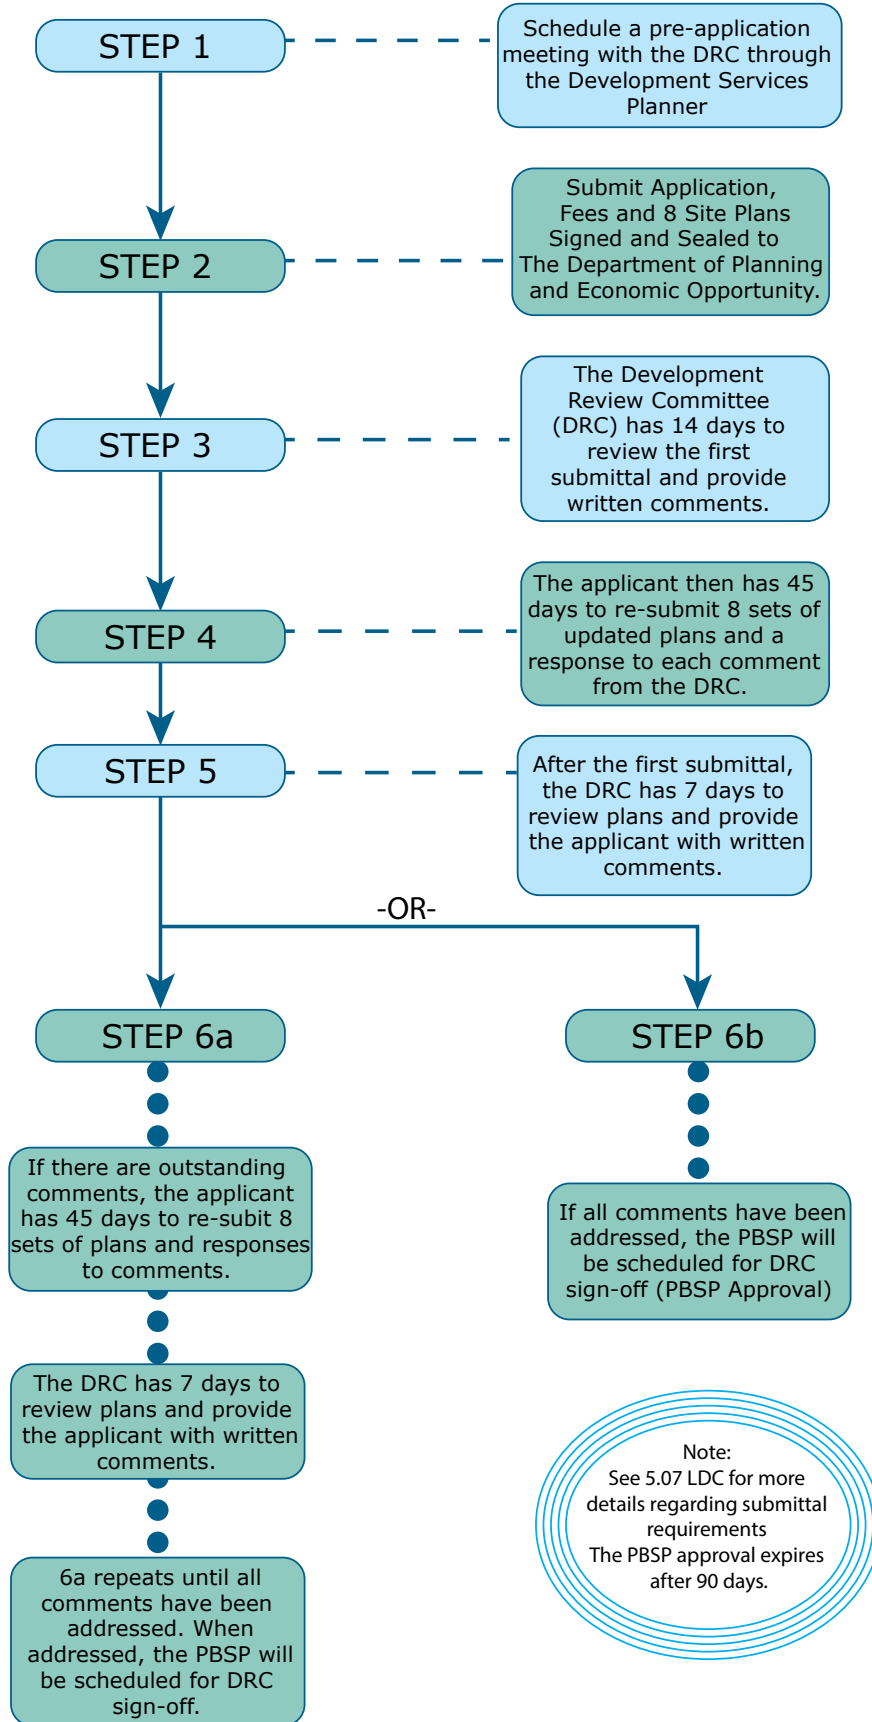 STEP 1
Schedule a pre-application
meeting with the DRC through
the Development Services
Planner
STEP 2
Submit Application,
Fees and 8 Site Plans
Signed and Sealed to
The Department of Planning
and Economic Opportunity.
STEP 3
The Development
Review Committee
(DRC) has 14 days to
review the first
submittal and provide
written comments.
STEP 4
The applicant then has 45
days to re-submit 8 sets of
updated plans and a
response to each comment
from the DRC.
STEP 5
After the first submittal,
the DRC has 7 days to
review plans and provide
the applicant with written
comments.
-OR-
STEP 6a
If there are outstanding
comments, the applicant
has 45 days to re-subit 8
sets of plans and responses
to comments.
The DRC has 7 days to
review plans and provide
the applicant with written
comments.
6a repeats until all
comments have been
addressed. When
addressed, the PBSP will
be scheduled for DRC
sign-off.
STEP 6b
If all comments have been
addressed, the PBSP will
be scheduled for DRC
sign-off (PBSP Approval)
Note:
See 5.07 LDC for more
details regarding submittal
requirements
The PBSP approval expires
after 90 days.